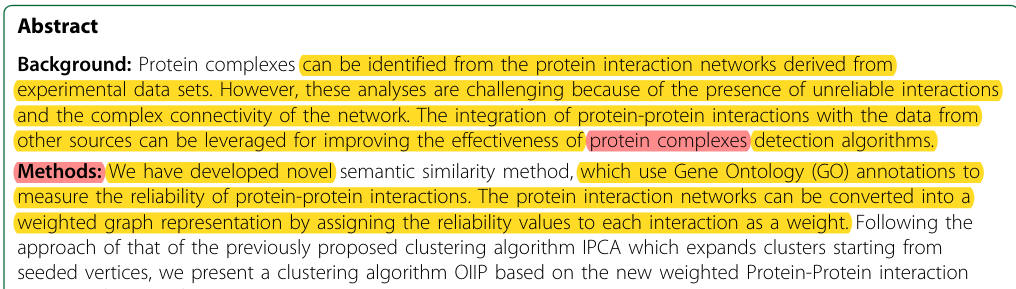 Abstract
Background: Protein complexes can be identified from the protein interaction networks derived from
experimental data sets. However, these analyses are challenging because of the presence of unreliable interactions
and the complex connectivity of the network. The integration of protein-protein interactions with the data from
other sources can be leveraged for improving the effectiveness of protein complexes detection algorithms.
Methods: We have developed novel semantic similarity method, which use Gene Ontology (GO) annotations to
measure the reliability of protein-protein interactions. The protein interaction networks can be converted into a
weighted graph representation by assigning the reliability values to each interaction as a weight. Following the
approach of that of the previously proposed clustering algorithm IPCA which expands clusters starting from
seeded vertices, we present a clustering algorithm OIIP based on the new weighted Protein-Protein interaction